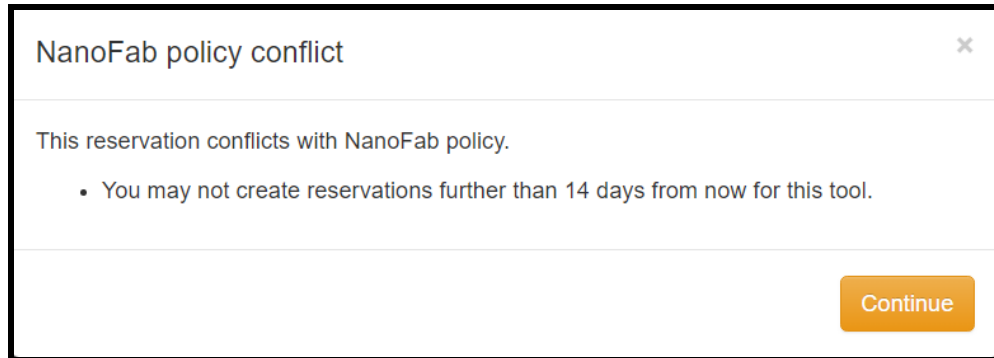 NanoFab policy conflict
×
This reservation conflicts with NanoFab policy.
• You may not create reservations further than 14 days from now for this tool.
Continue